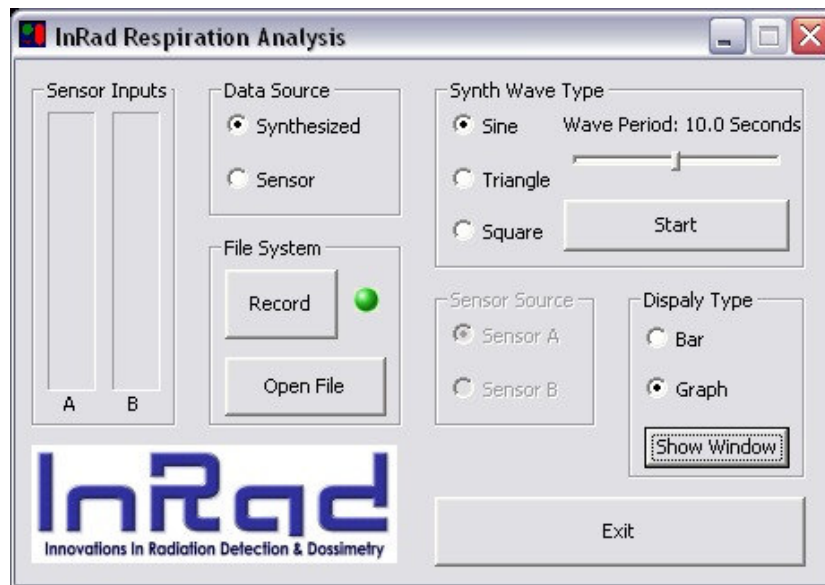 InRad Respiration Analysis
Sensor Inputs
A B
Data Source
Synthesized
Sensor
File System
Record
Open File
Synth Wave Type
Sine
Wave Period: 10.0 Seconds
Triangle
Square
Start
Sensor Source
Sensor A
Sensor B
Dispaly Type
Bar
Graph
Show Window
InRad
Innovations In Radiation Detection & Dossimetry
Exit